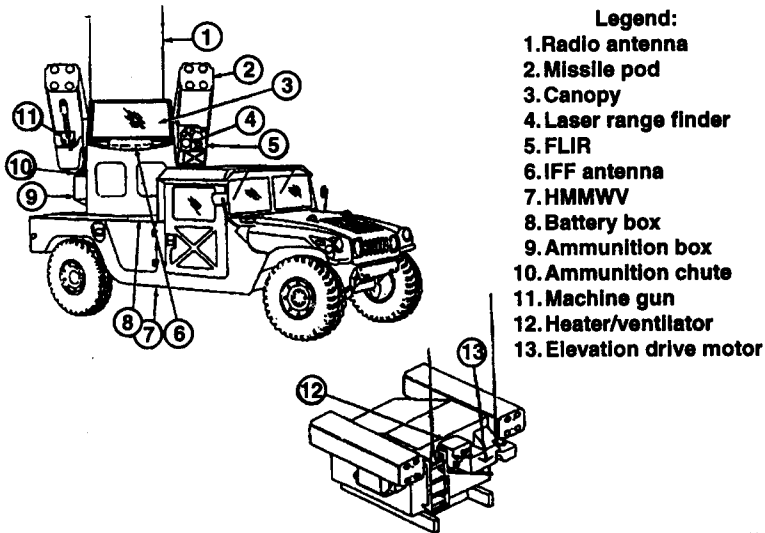 Legend:
1.Radio antenna
2.Missile pod
3.Canopy
4.Laser range finder
5.FLIR
6.IFF antenna
7.HMMWV
8.Battery box
9.Ammunition box
10.Ammunition chute
11.Machine gun
12.Heater/ventilator
13.Elevation drive motor
1
2
3
4
5
11
10
9
8
7
6
12
13